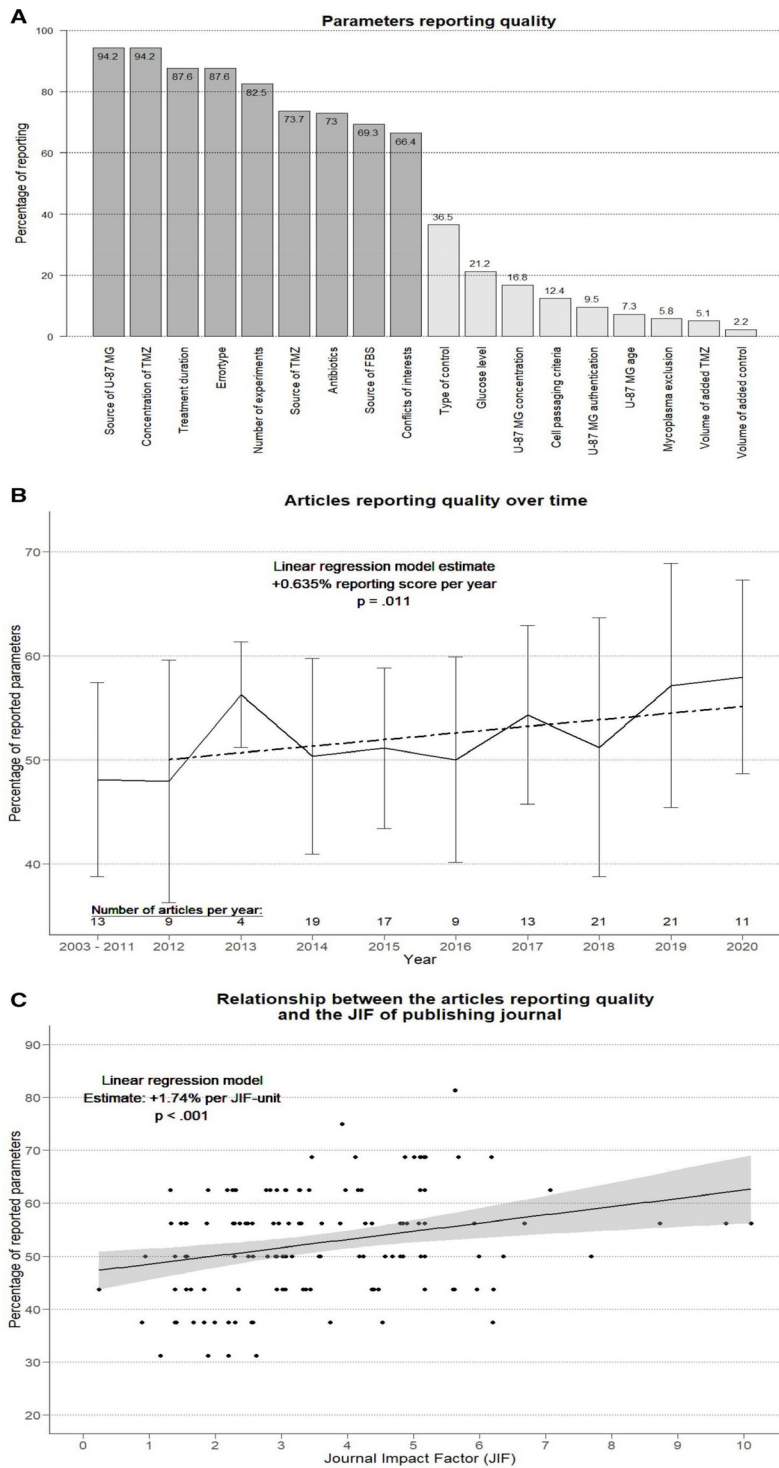 A
Parameters reporting quality
Percentage of reporting
100
80
60
40
20
0
94.2
94.2
87.6
87.6
82.5
73.7
73
69.3
66.4
36.5
21.2
16.8
12.4
9.5
7.3
5.8
5.1
2.2
Source of U-87 MG
Concentration of TMZ
Treatment duration
Errortype
Number of experiments
Source of TMZ
Antibiotics
Source of FBS
Conflicts of interests
Type of control
Glucose level
U-87 MG concentration
Cell passaging criteria
U-87 MG authentication
U-87 MG age
Mycoplasma exclusion
Volume of added TMZ
Volume of added control
B
Articles reporting quality over time
Percentage of reported parameters
70
60
50
40
Linear regression model estimate
+0.635% reporting score per year
p = .011
Number of articles per year:
13 9 4 19 17 9 13 21 21 11
2003 - 2011 2012 2013 2014 2015 2016 2017 2018 2019 2020
Year
C
Relationship between the articles reporting quality
and the JIF of publishing journal
Percentage of reported parameters
90
80
70
60
50
40
30
20
Linear regression model
Estimate: +1.74% per JIF-unit
p < .001
0 1 2 3 4 5 6 7 8 9 10
Journal Impact Factor (JIF)